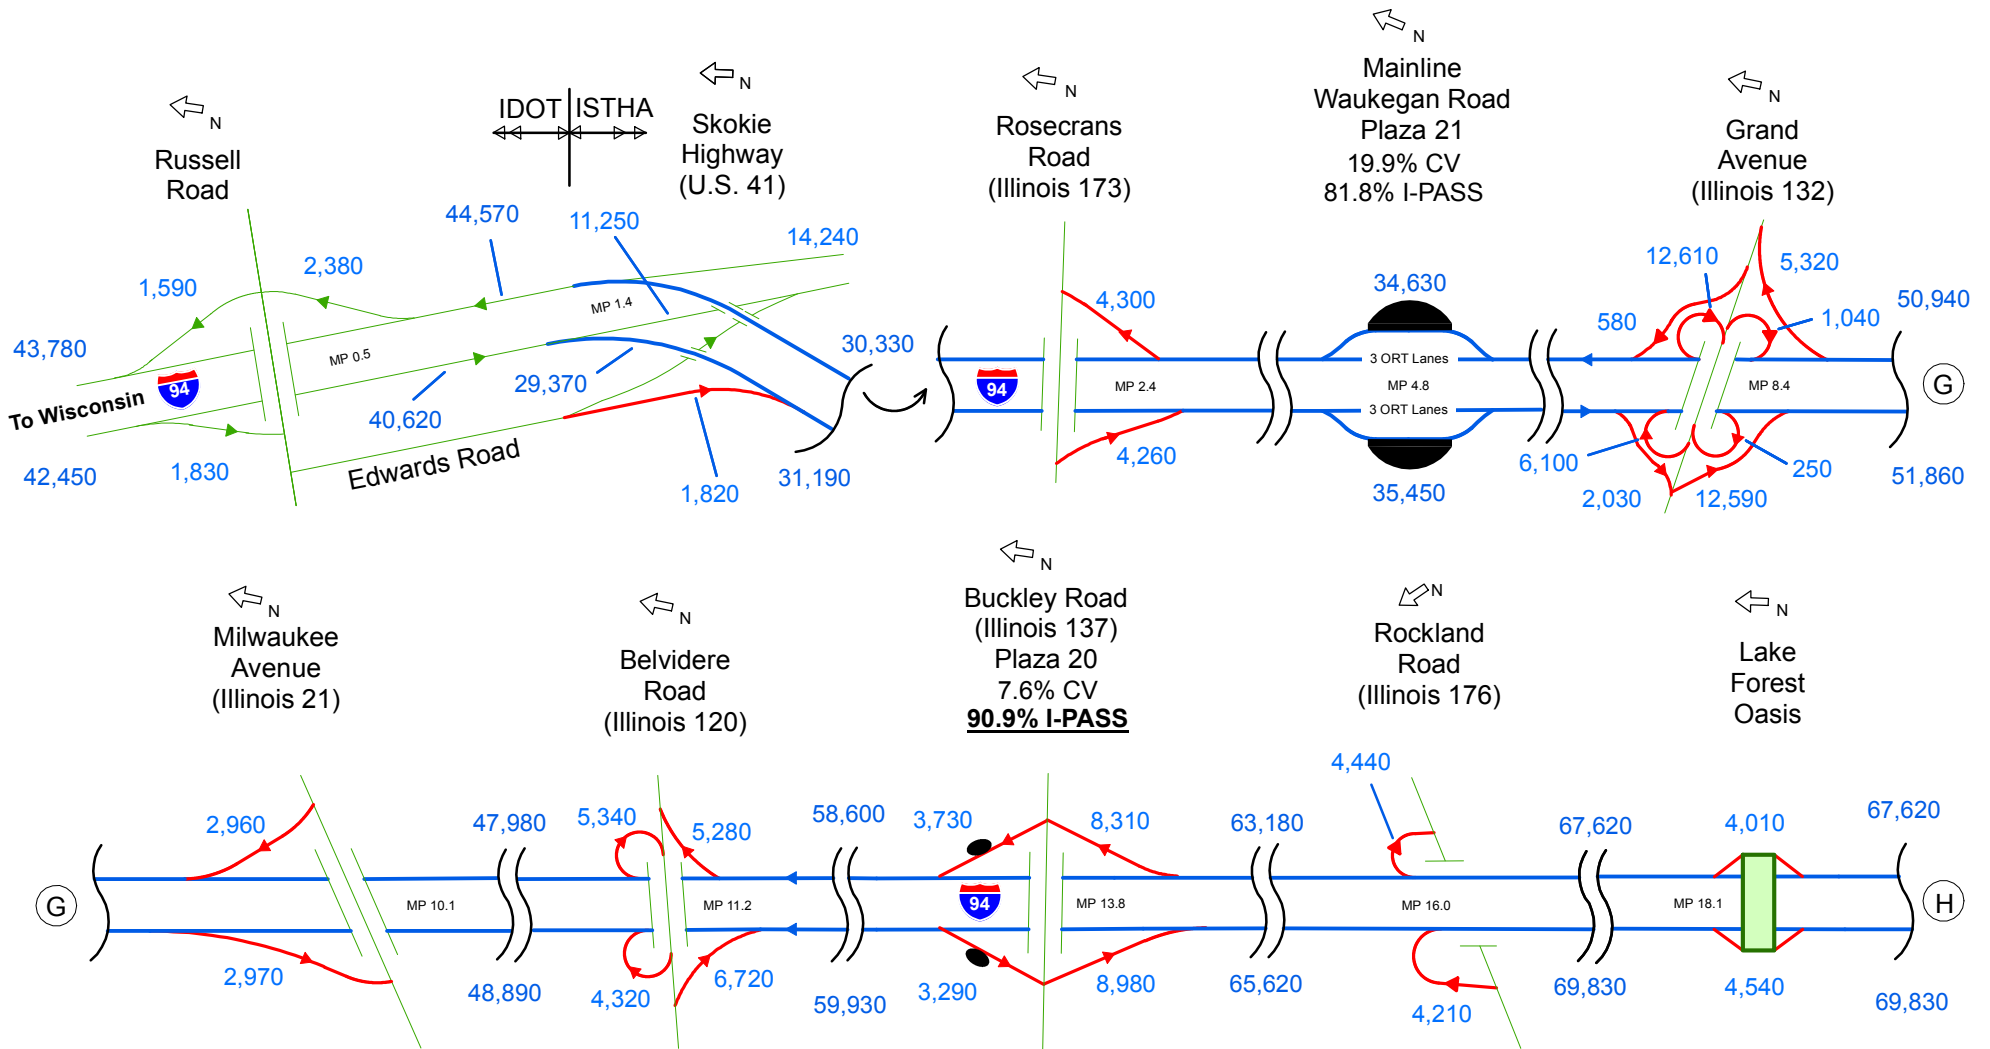 N
Russell
Road
IDOT
ISTHA
N
Skokie
Highway
(U.S. 41)
N
Rosecrans
Road
(Illinois 173)
N
Mainline
Waukegan Road
Plaza 21
19.9% CV
81.8% I-PASS
N
Grand
Avenue
(Illinois 132)
44,570
11,250
14,240
2,380
1,590
43,780
MP 1.4
MP 0.5
94
To Wisconsin
29,370
40,620
30,330
Edwards Road
42,450
1,830
1,820
31,190
4,300
94
MP 2.4
4,260
34,630
3 ORT Lanes
MP 4.8
3 ORT Lanes
35,450
12,610
5,320
580
1,040
50,940
MP 8.4
G
6,100
250
2,030
12,590
51,860
N
Milwaukee
Avenue
(Illinois 21)
N
Belvidere
Road
(Illinois 120)
N
Buckley Road
(Illinois 137)
Plaza 20
7.6% CV
90.9% I-PASS
N
Rockland
Road
(Illinois 176)
N
Lake
Forest
Oasis
2,960
47,980
5,340
5,280
58,600
3,730
8,310
63,180
4,440
67,620
4,010
67,620
G
MP 10.1
MP 11.2
94
MP 13.8
MP 16.0
MP 18.1
H
2,970
48,890
4,320
6,720
59,930
3,290
8,980
65,620
4,210
69,830
4,540
69,830